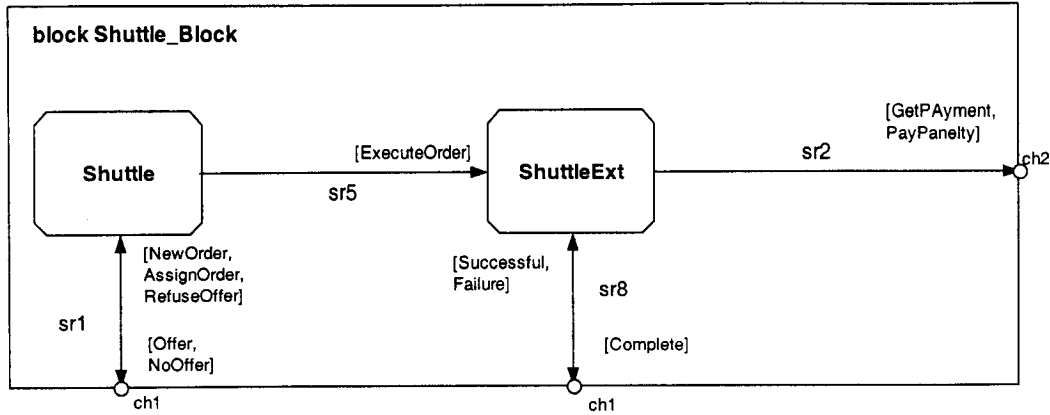 block Shuttle_Block
[GetPAyment,
PayPanelty]
[ExecuteOrder]
sr2
ch2
Shuttle
ShuttleExt
sr5
[NewOrder,
AssignOrder,
RefuseOffer]
[Successful,
Failure]
sr8
sr1
[Offer,
NoOffer]
[Complete]
ch1
ch1